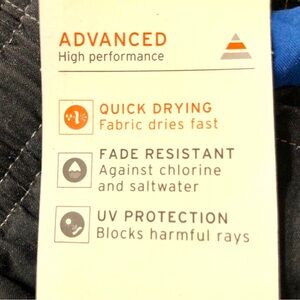 ADVANCED
High performance
QUICK DRYING
Fabric dries fast
FADE RESISTANT
Against chlorine
and saltwater
UV PROTECTION
Blocks harmful rays